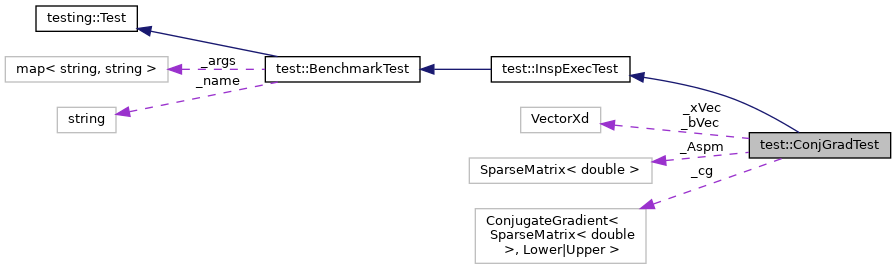 testing::Test
map< string, string >
_args
_name
test::BenchmarkTest
test::InspExecTest
string
VectorXd
_xVec
_bVec
test::ConjGradTest
SparseMatrix< double >
_Aspm
_cg
ConjugateGradient<
SparseMatrix< double
>, Lower|Upper >